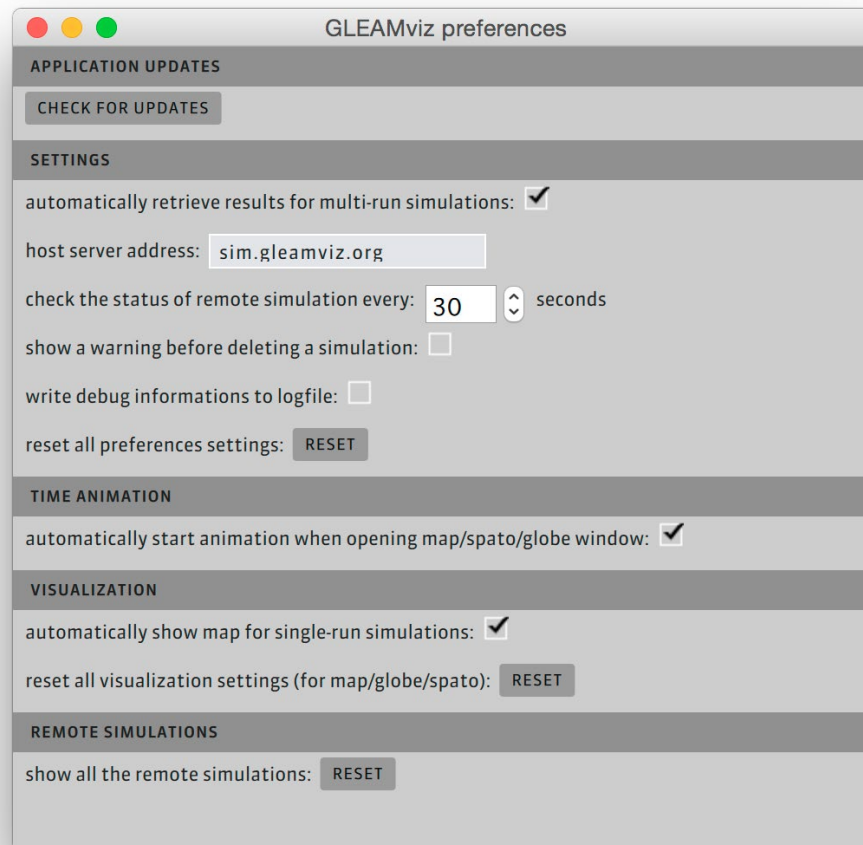 GLEAMviz preferences
APPLICATION UPDATES
CHECK FOR UPDATES
SETTINGS
automatically retrieve results for multi-run simulations:
host server address: sim.gleamviz.org
check the status of remote simulation every: 30 seconds
show a warning before deleting a simulation:
write debug informations to logfile:
reset all preferences settings: RESET
TIME ANIMATION
automatically start animation when opening map/spato/globe window:
VISUALIZATION
automatically show map for single-run simulations:
reset all visualization settings (for map/globe/spato): RESET
REMOTE SIMULATIONS
show all the remote simulations: RESET